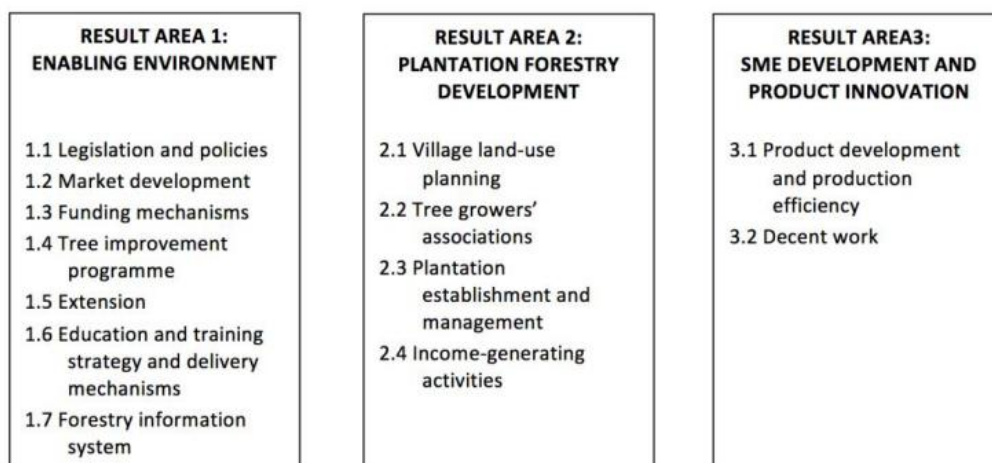 RESULT AREA 1:
ENABLING ENVIRONMENT
1.1 Legislation and policies
1.2 Market development
1.3 Funding mechanisms
1.4 Tree improvement
programme
1.5 Extension
1.6 Education and training
strategy and delivery
mechanisms
1.7 Forestry information
system
RESULT AREA 2:
PLANTATION FORESTRY
DEVELOPMENT
2.1 Village land-use
planning
2.2 Tree growers’
associations
2.3 Plantation
establishment and
management
2.4 Income-generating
activities
RESULT AREA3:
SME DEVELOPMENT AND
PRODUCT INNOVATION
3.1 Product development
and production
efficiency
3.2 Decent work